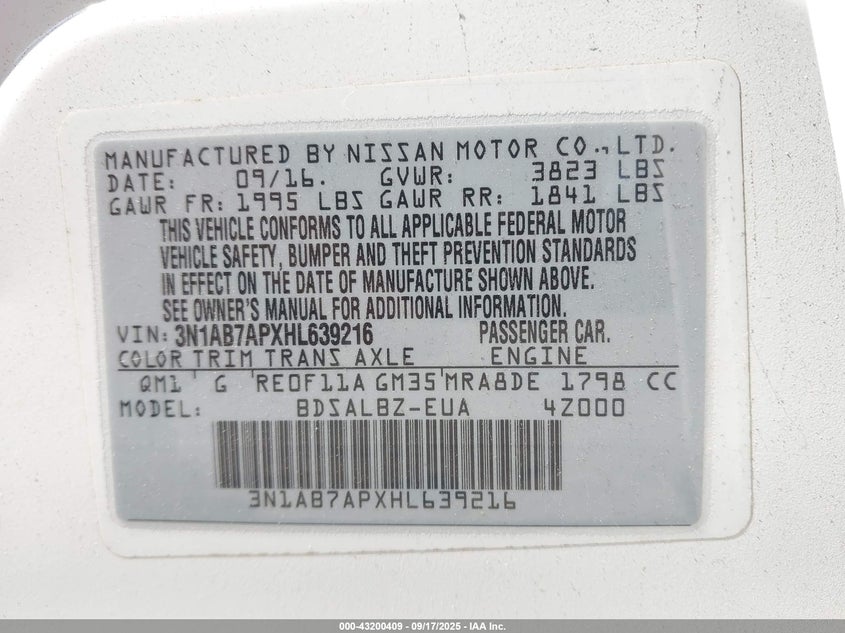 MANUFACTURED BY NISSAN MOTOR CO., LTD.
DATE: 09/16. GVWR: 3823 LBS
GAWR FR: 1995 LBS GAWR RR: 1841 LBS
THIS VEHICLE CONFORMS TO ALL APPLICABLE FEDERAL MOTOR
VEHICLE SAFETY, BUMPER AND THEFT PREVENTION STANDARDS
IN EFFECT ON THE DATE OF MANUFACTURE SHOWN ABOVE.
SEE OWNER'S MANUAL FOR ADDITIONAL INFORMATION.
VIN: 3N1AB7APXHL639216 PASSENGER CAR.
COLOR TRIM TRANS AXLE ENGINE
QM1 G RE0F11A GM35 MRA8DE 1798 CC
MODEL: BDSALBZ-EUA 4Z000
3N1AB7APXHL639216
000-43200409 - 09/17/2025 - IAA Inc.